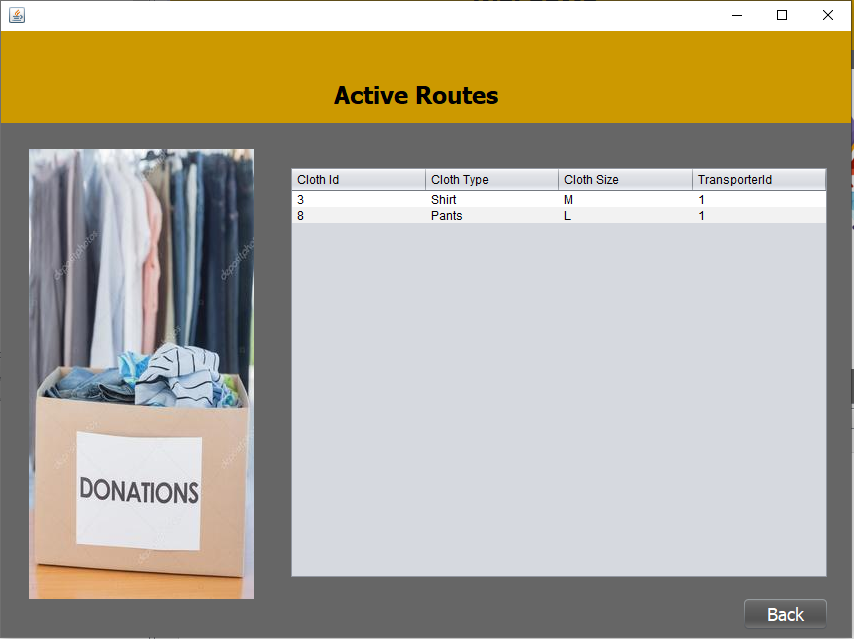 Active Routes
Cloth Id Cloth Type Cloth Size TransporterId
3 Shirt M 1
8 Pants L 1
DONATIONS
Back